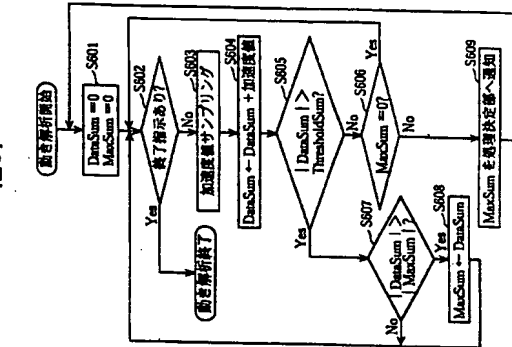 動き解析開始
S601
DataSum = 0
MaxSum = 0
S602
終了指示あり?
Yes
No
動き解析終了
S603
加速度値サンプリング
S604
DataSum ← DataSum + 加速度値
S605
| DataSum | >
ThresholdSum?
Yes
No
S606
MaxSum = 0?
Yes
No
S607
| DataSum | >
| MaxSum | ?
No
Yes
S608
MaxSum ← DataSum
S609
MaxSum を処理決定部へ通知